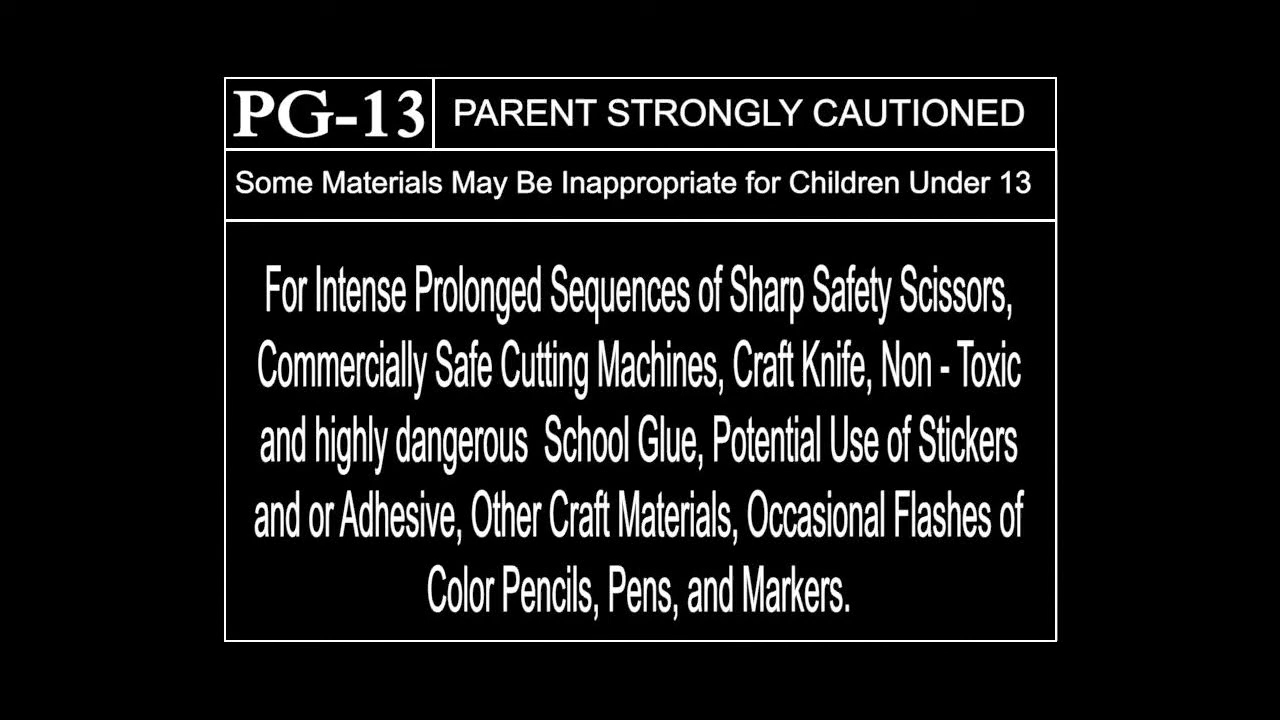 PG-13 PARENT STRONGLY CAUTIONED
Some Materials May Be Inappropriate for Children Under 13
For Intense Prolonged Sequences of Sharp Safety Scissors,
Commercially Safe Cutting Machines, Craft Knife, Non - Toxic
and highly dangerous School Glue, Potential Use of Stickers
and or Adhesive, Other Craft Materials, Occasional Flashes of
Color Pencils, Pens, and Markers.